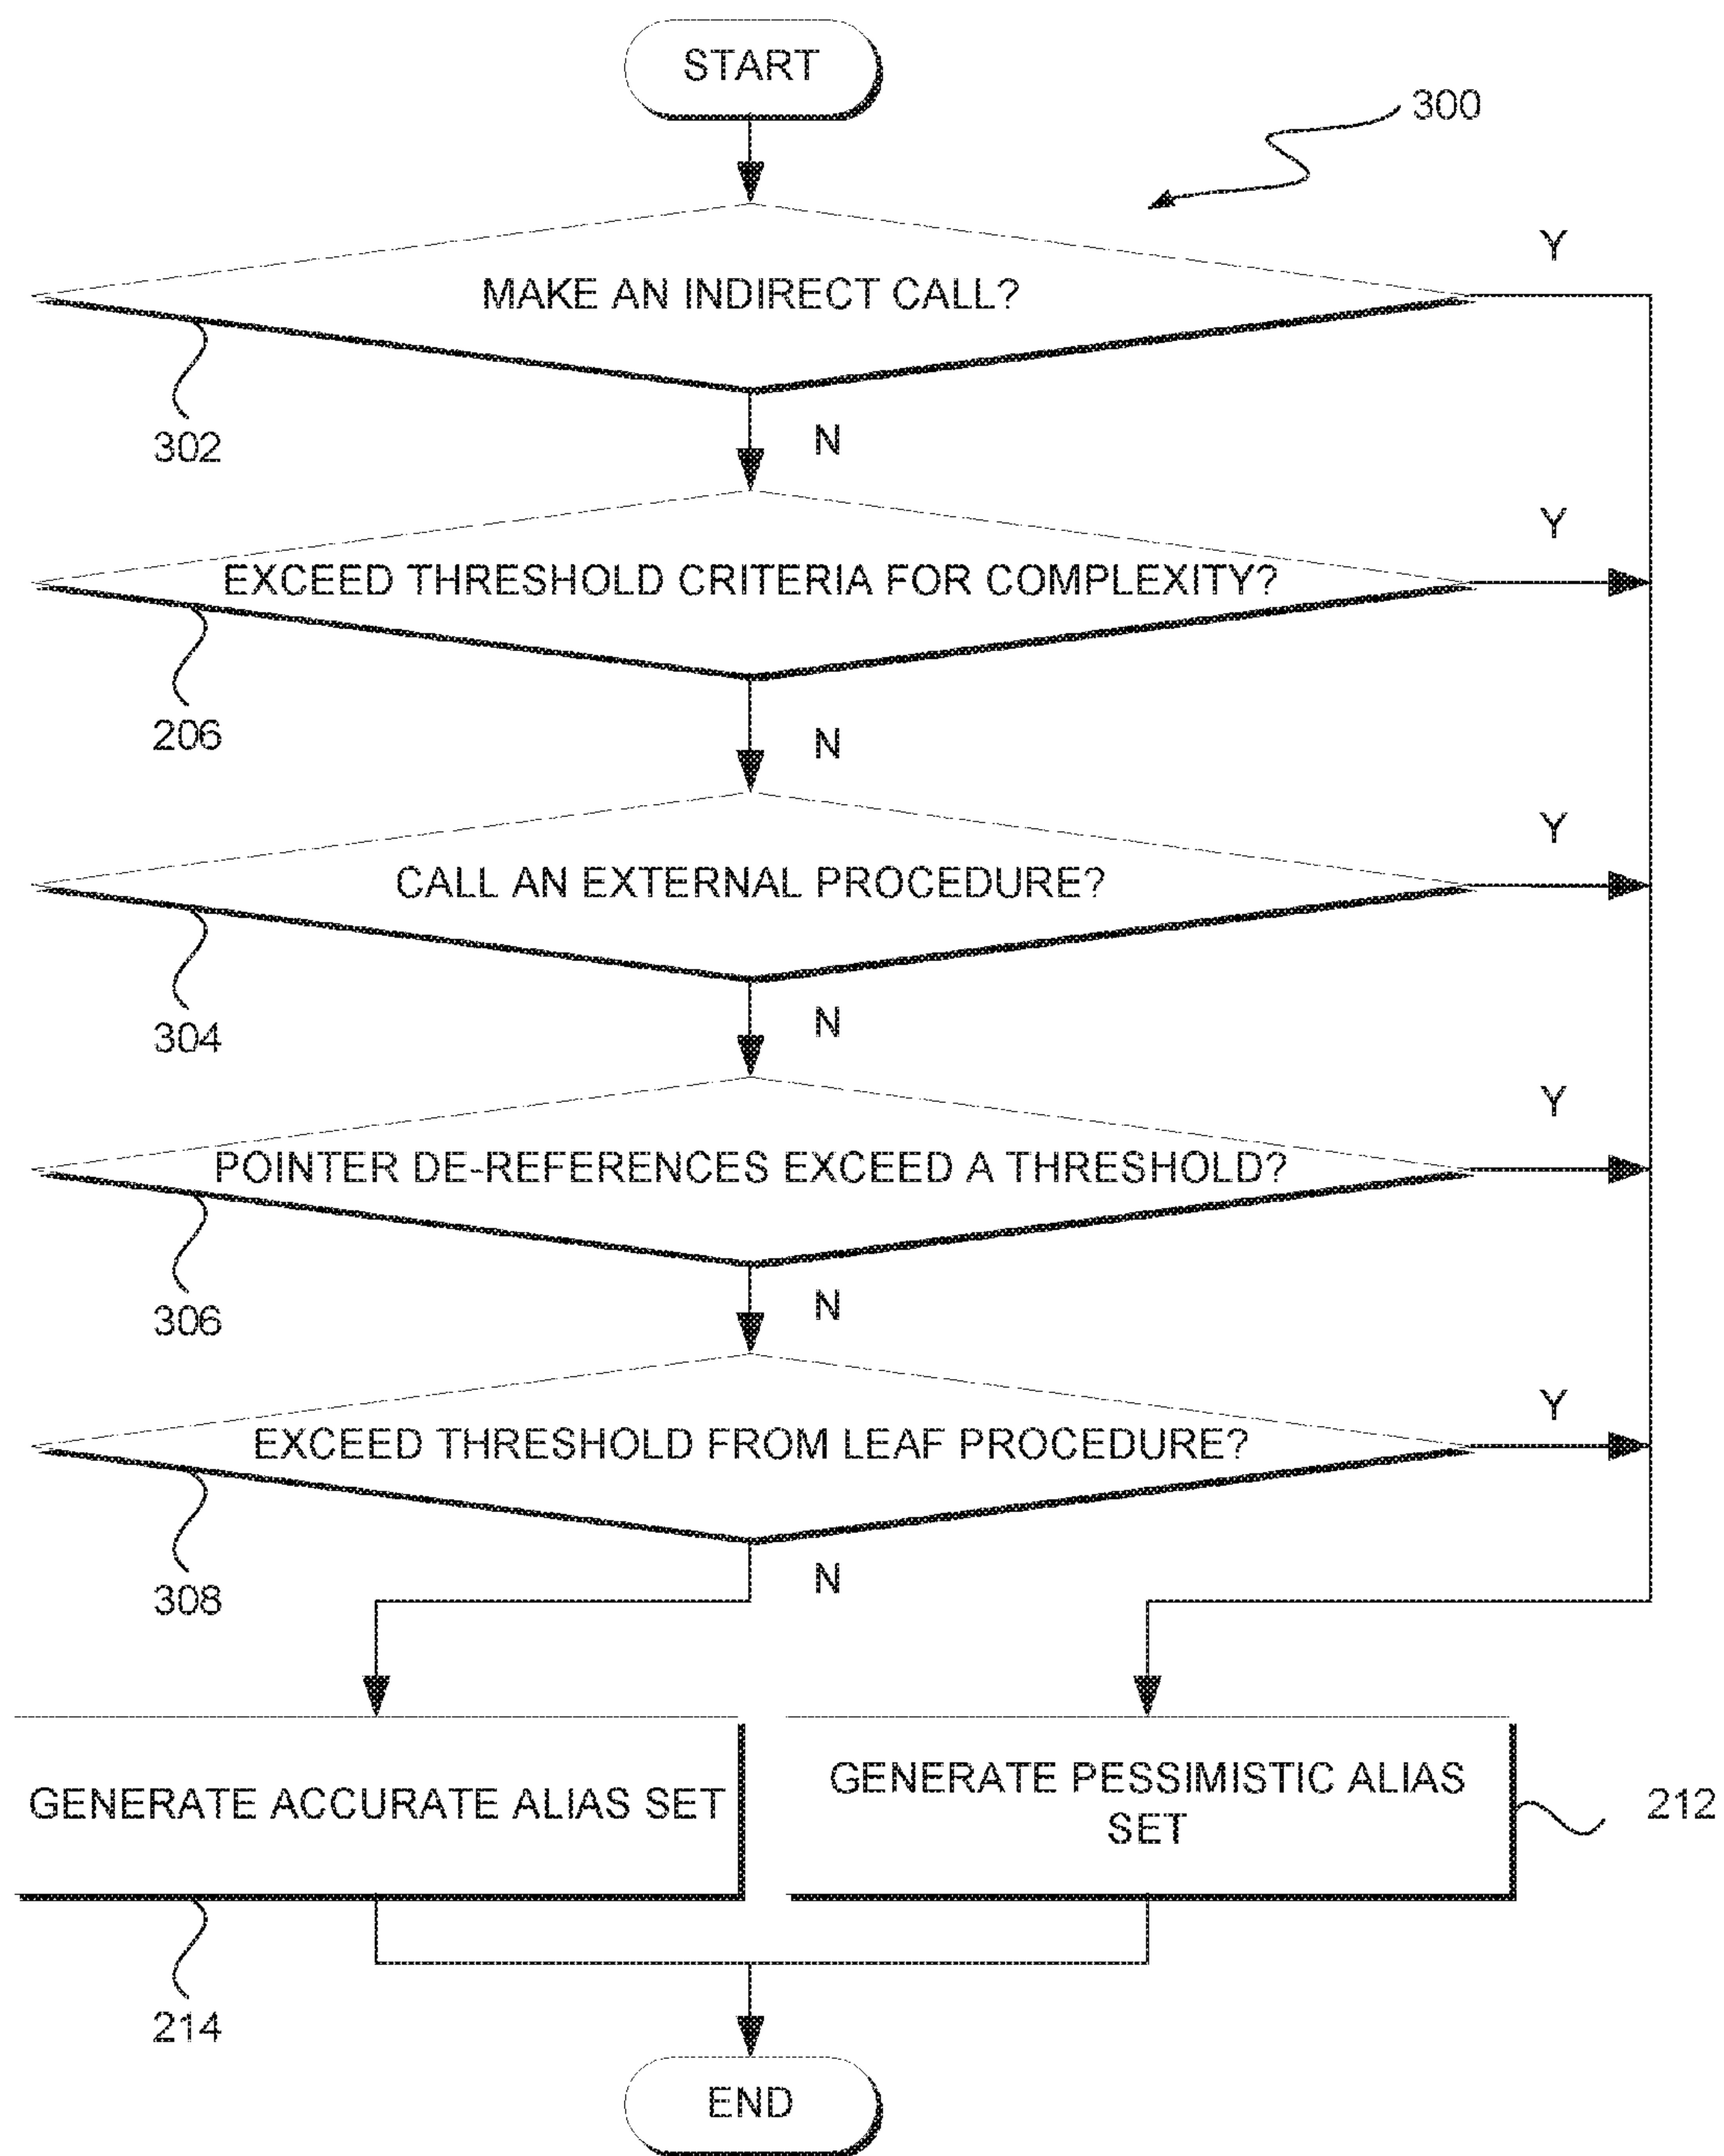 START
300
MAKE AN INDIRECT CALL?
Y
302
N
EXCEED THRESHOLD CRITERIA FOR COMPLEXITY?
Y
206
N
CALL AN EXTERNAL PROCEDURE?
Y
304
N
POINTER DE-REFERENCES EXCEED A THRESHOLD?
Y
306
N
EXCEED THRESHOLD FROM LEAF PROCEDURE?
Y
308
N
GENERATE ACCURATE ALIAS SET
GENERATE PESSIMISTIC ALIAS
SET
212
214
END